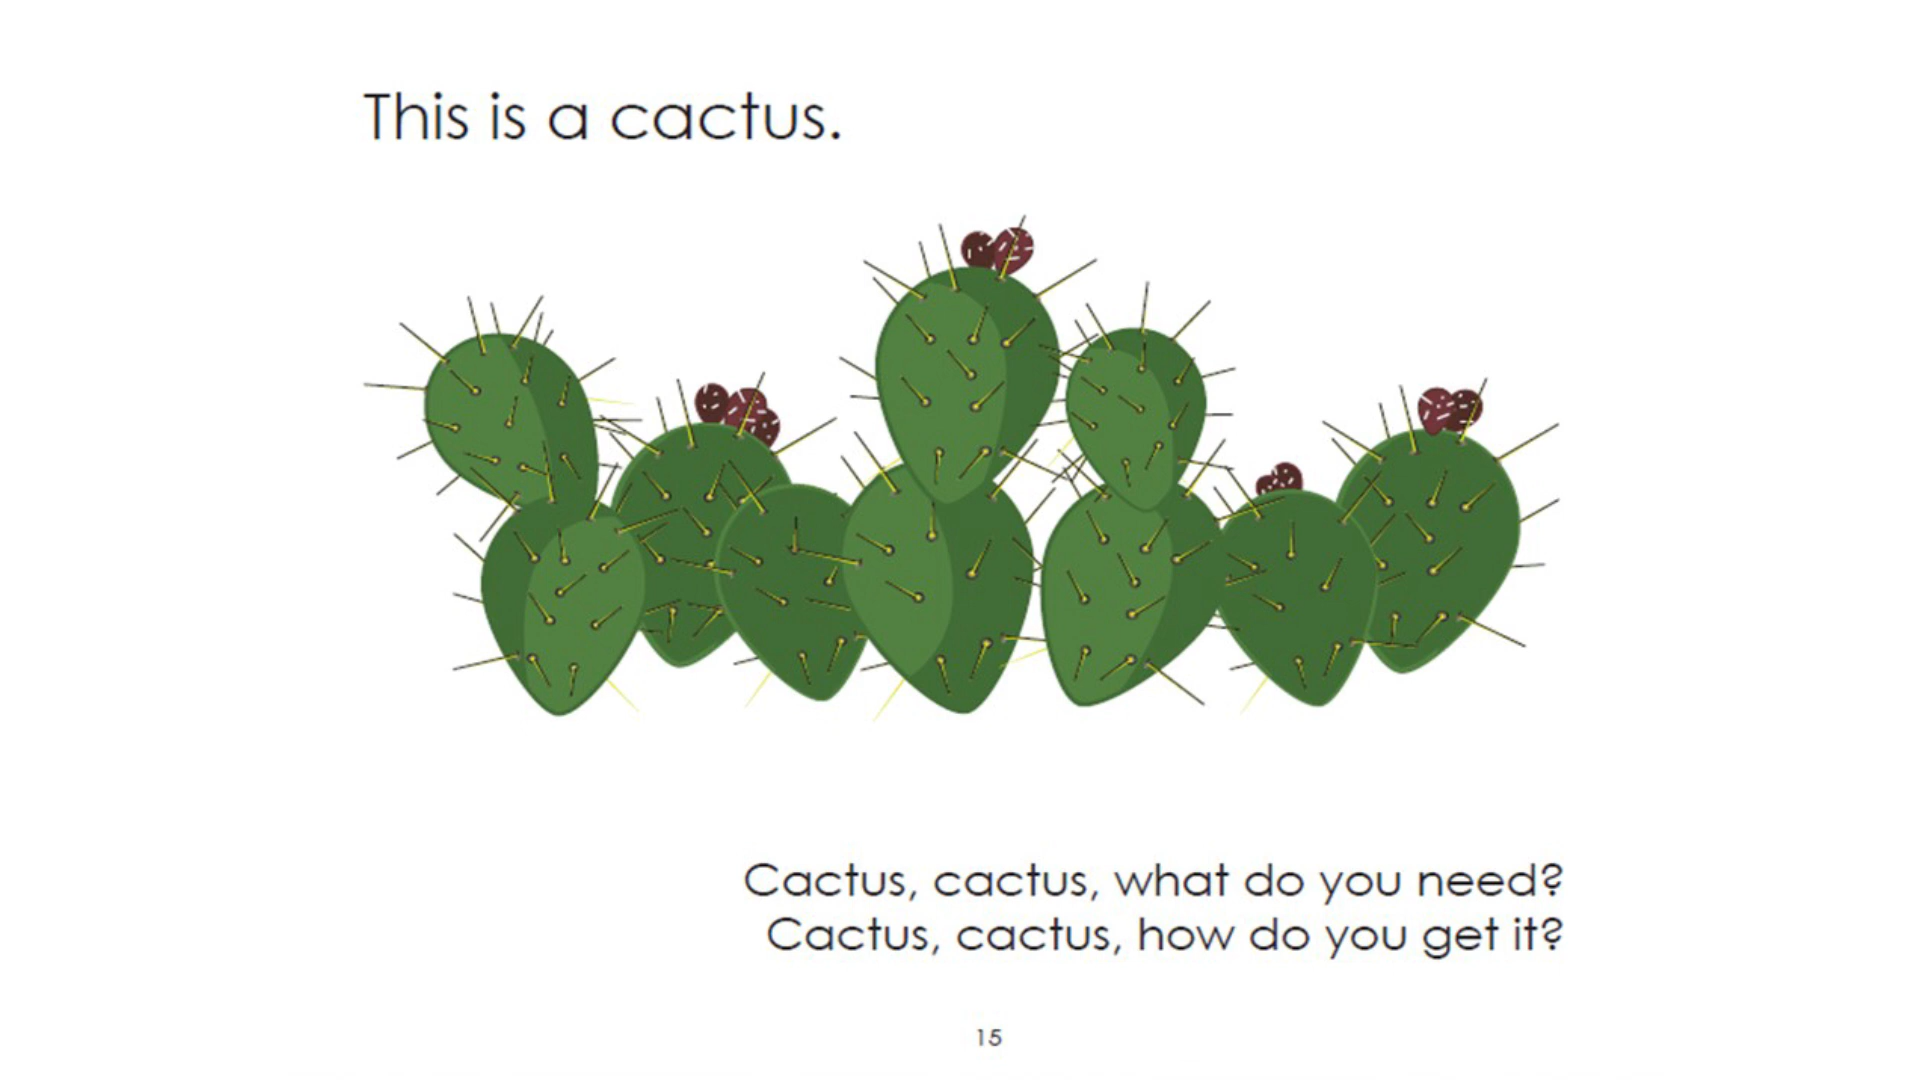 This is a cactus.
Cactus, cactus, what do you need?
Cactus, cactus, how do you get it?
15